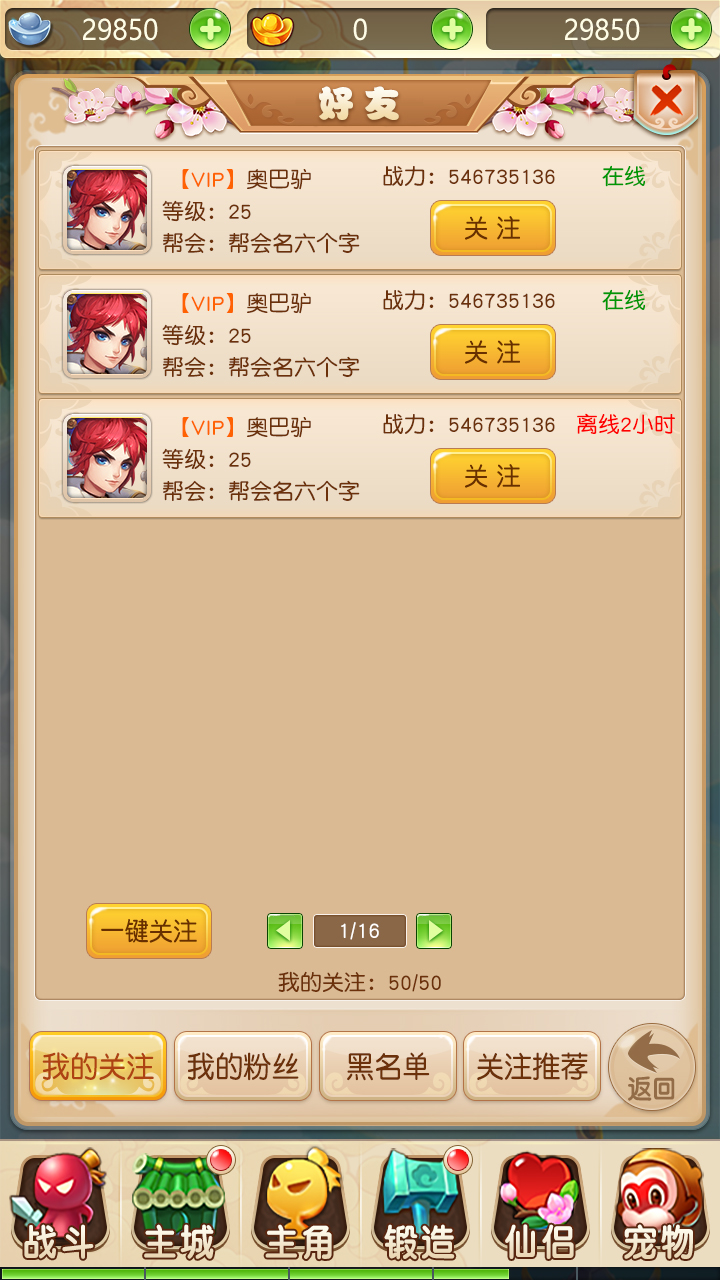 29850 0 29850
好友
【VIP】奥巴驴 战力：546735136 在线
等级：25
关注
帮会：帮会名六个字
【VIP】奥巴驴 战力：546735136 在线
等级：25
关注
帮会：帮会名六个字
【VIP】奥巴驴 战力：546735136 离线2小时
等级：25
关注
帮会：帮会名六个字
一键关注 1/16
我的关注：50/50
我的关注 我的粉丝 黑名单 关注推荐 返回
战斗 主城 主角 锻造 仙侣 宠物